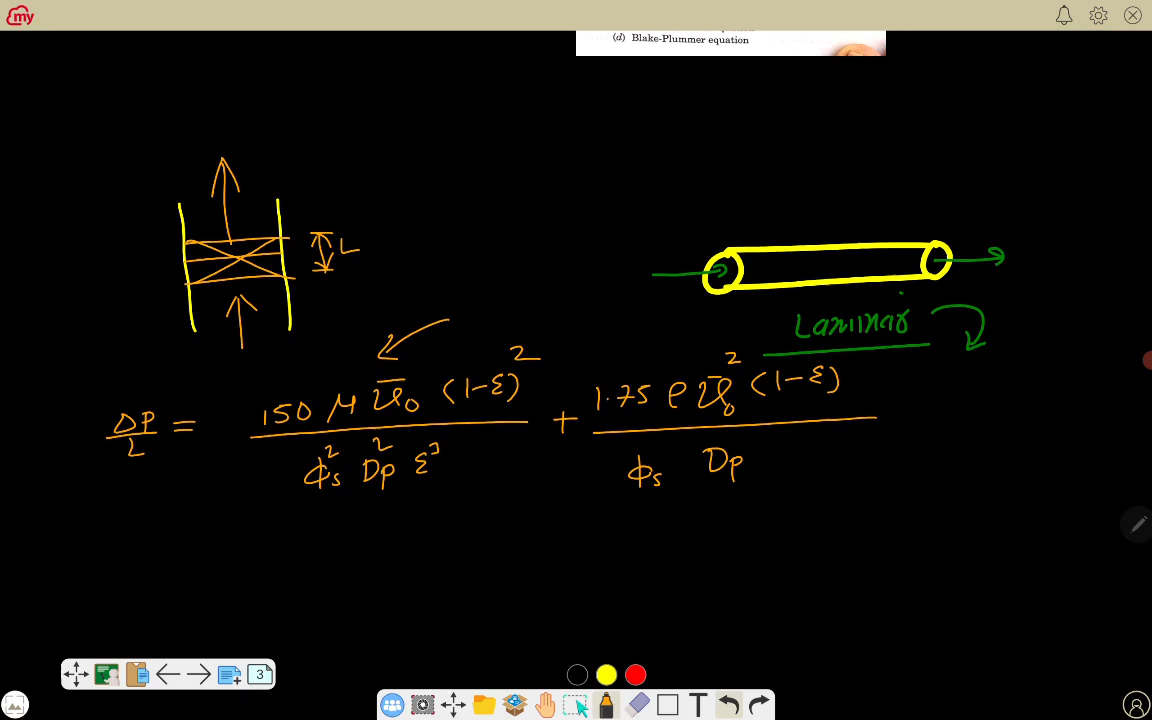 my
(d) Blake-Plummer equation
L
Laminar
ΔP/L = 150 μ v̄₀ (1-ε)² / φs² Dp² ε³ + 1.75 ρ v̄₀² (1-ε) / φs Dp
3
T